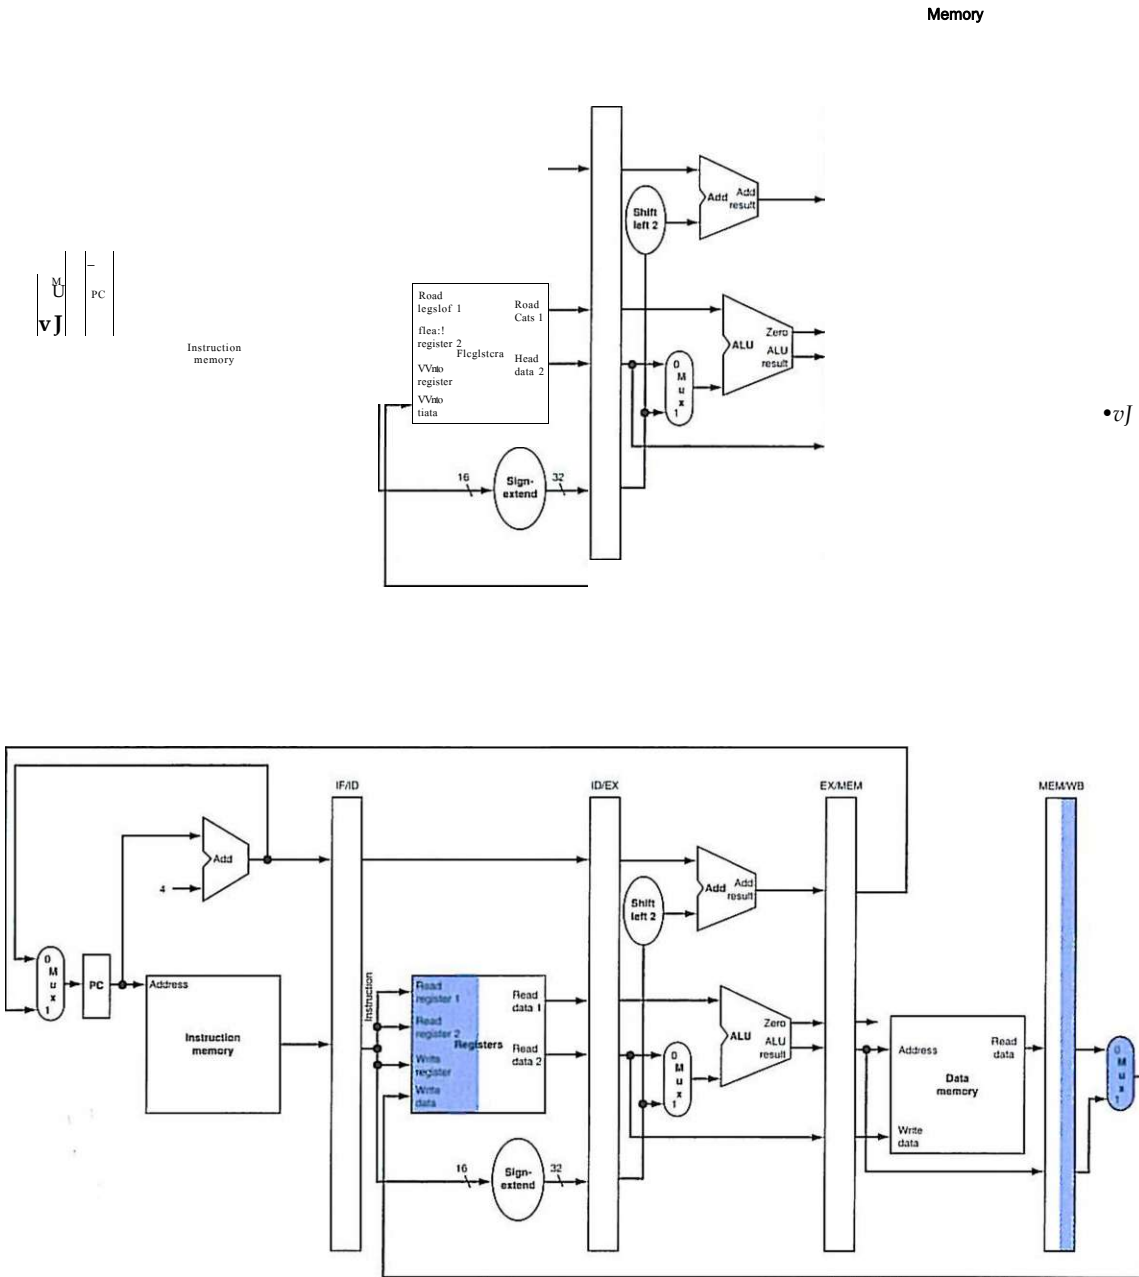 Memory
Add
Add
result
Shift
left 2
M
U
vJ
PC
Instruction
memory
Road
legslof 1
flea:!
register 2
Flcglstcra
VVnto
register
VVnto
tiata
Road
Cats 1
Head
data 2
Zero
ALU
ALU
result
0
M
u
x
1
•vJ
16
Sign-
extend
32
IF/ID
ID/EX
EX/MEM
MEM/WB
Add
4
Add
Add
result
Shift
left 2
0
M
u
x
1
PC
Address
Instruction
memory
Instruction
Read
register 1
Read
register 2
Registers
Write
register
Write
data
Read
data 1
Read
data 2
0
M
u
x
1
Zero
ALU
ALU
result
Address
Read
data
Data
memory
Write
data
0
M
u
x
1
16
Sign-
extend
32